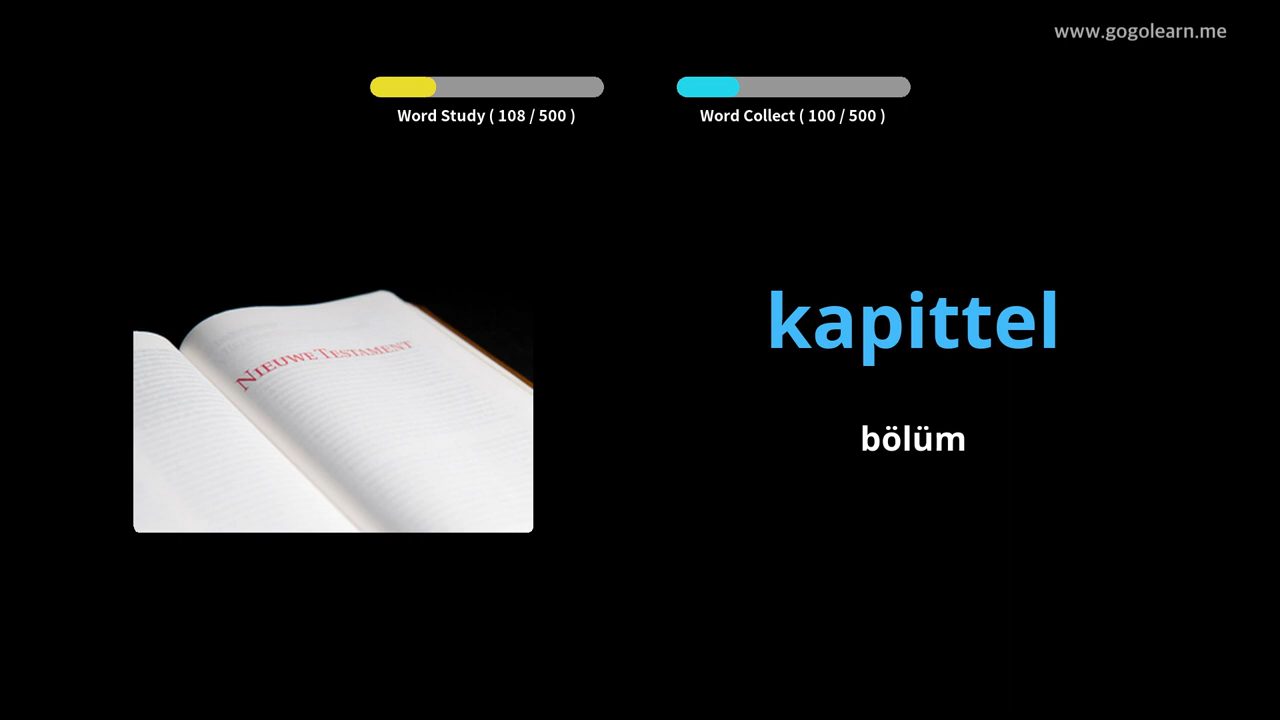 www.gogolearn.me
Word Study ( 108 / 500 )
Word Collect ( 100 / 500 )
NIEUWE TESTAMENT
kapittel
bölüm